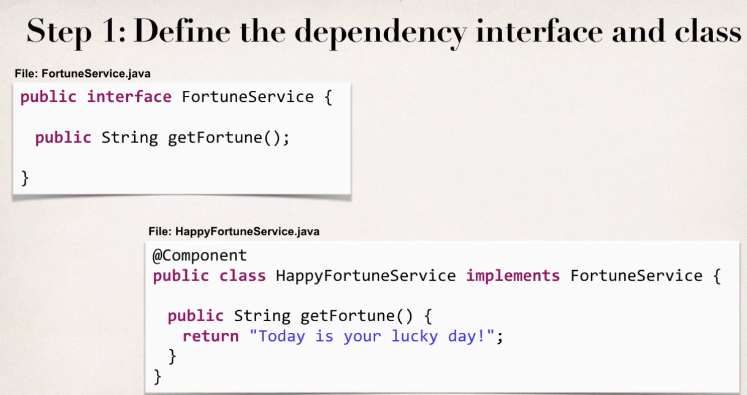 Step 1: Define the dependency interface and class
File: FortuneService.java
public interface FortuneService {
public String getFortune();
}
File: HappyFortuneService.java
@Component
public class HappyFortuneService implements FortuneService {
public String getFortune() {
return "Today is your lucky day!";
}
}